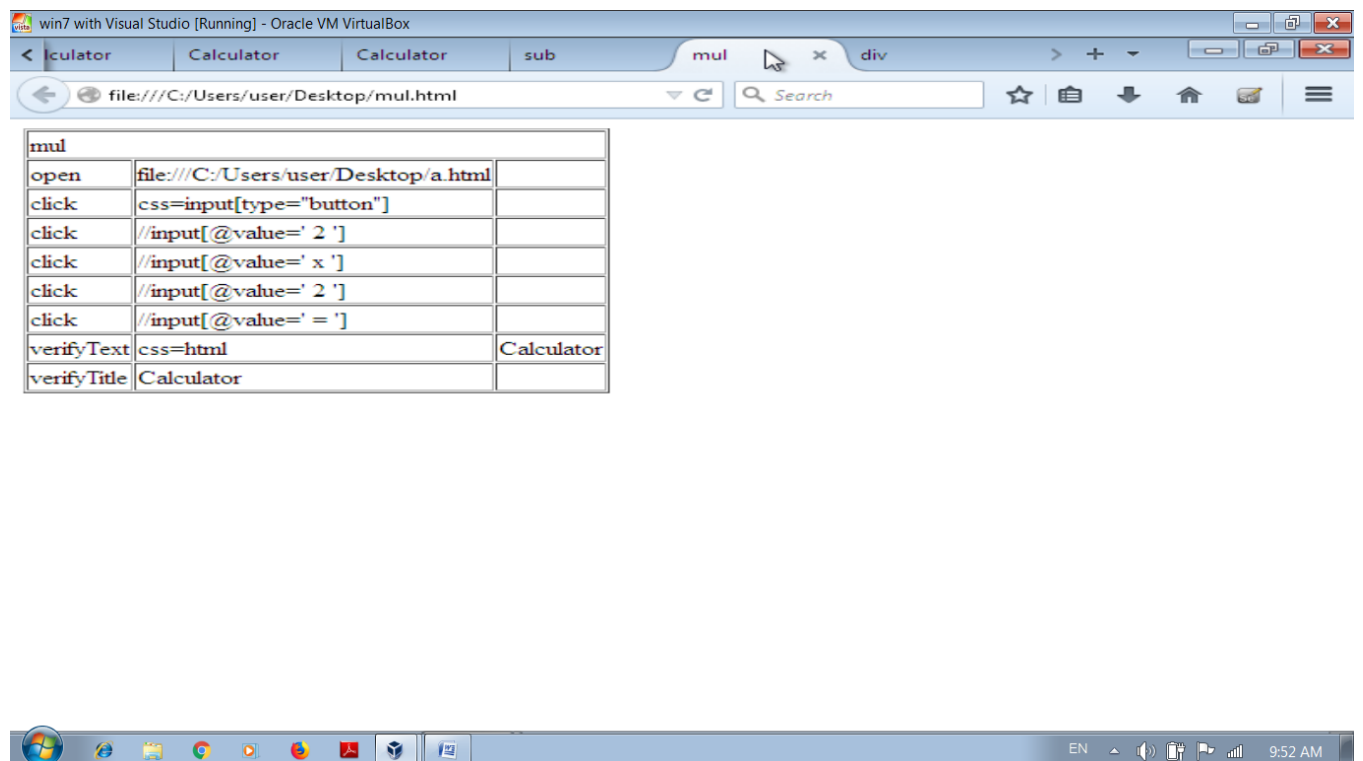 win7 with Visual Studio [Running] - Oracle VM VirtualBox
lculator Calculator Calculator sub mul div
file:///C:/Users/user/Desktop/mul.html Search
mul
open file:///C:/Users/user/Desktop/a.html
click css=input[type="button"]
click //input[@value=' 2 ']
click //input[@value=' x ']
click //input[@value=' 2 ']
click //input[@value=' = ']
verifyText css=html Calculator
verifyTitle Calculator
EN 9:52 AM